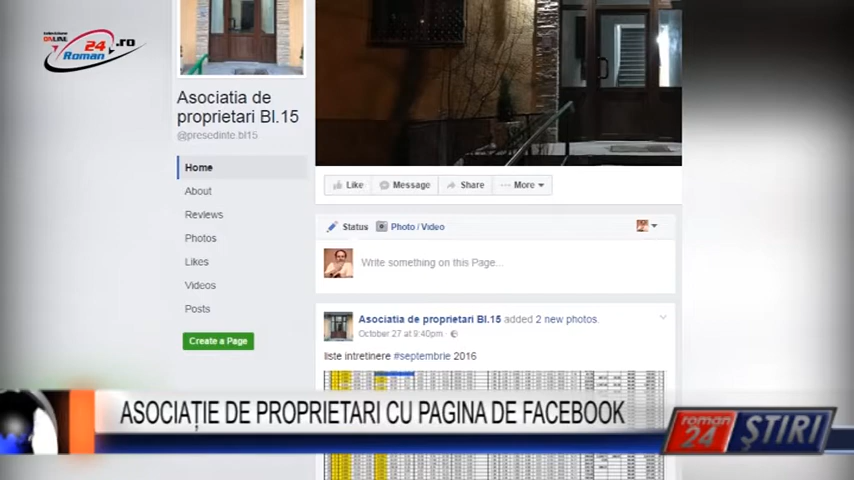 televiziune
ONLINE
Roman 24 .ro
Asociatia de
proprietari Bl.15
@presedinte.bl15
Home
About
Reviews
Photos
Likes
Videos
Posts
Create a Page
Like Message Share ··· More
Status Photo / Video
Write something on this Page...
Asociatia de proprietari Bl.15 added 2 new photos.
October 27 at 9:40pm ·
liste intretinere #septembrie 2016
ASOCIAȚIE DE PROPRIETARI CU PAGINA DE FACEBOOK
roman
24
ȘTIRI